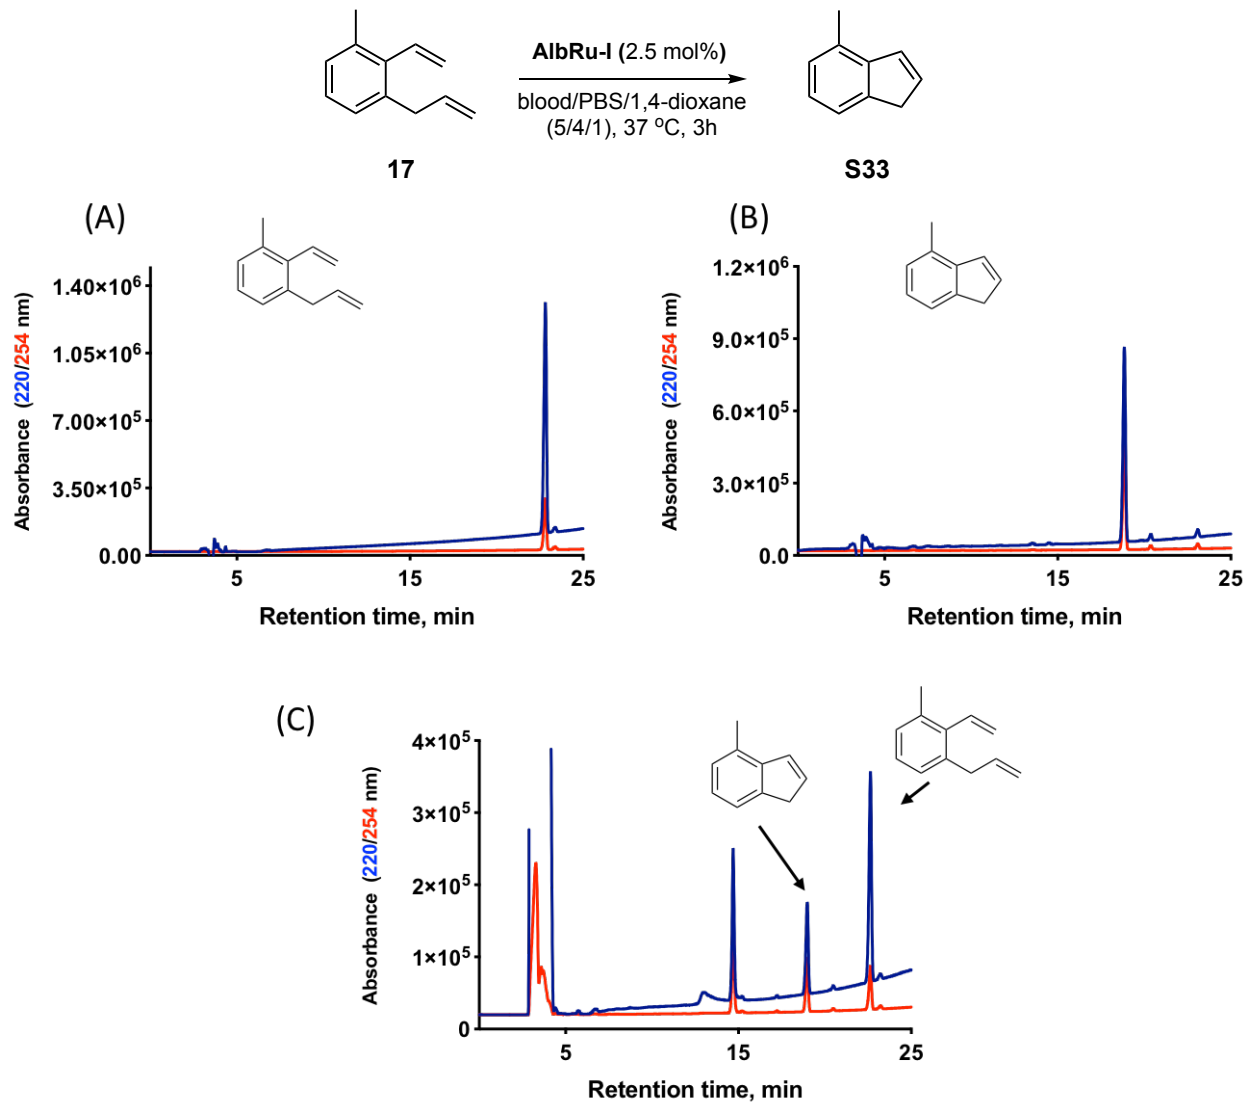 AlbRu-I (2.5 mol%)
blood/PBS/1,4-dioxane
(5/4/1), 37 ºC, 3h
17
S33
(A)
Absorbance (220/254 nm)
1.40×10⁶
1.05×10⁶
7.00×10⁵
3.50×10⁵
0.00
5
15
25
Retention time, min
(B)
Absorbance (220/254 nm)
1.2×10⁶
9.0×10⁵
6.0×10⁵
3.0×10⁵
0.0
5
15
25
Retention time, min
(C)
Absorbance (220/254 nm)
4×10⁵
3×10⁵
2×10⁵
1×10⁵
0
5
15
25
Retention time, min